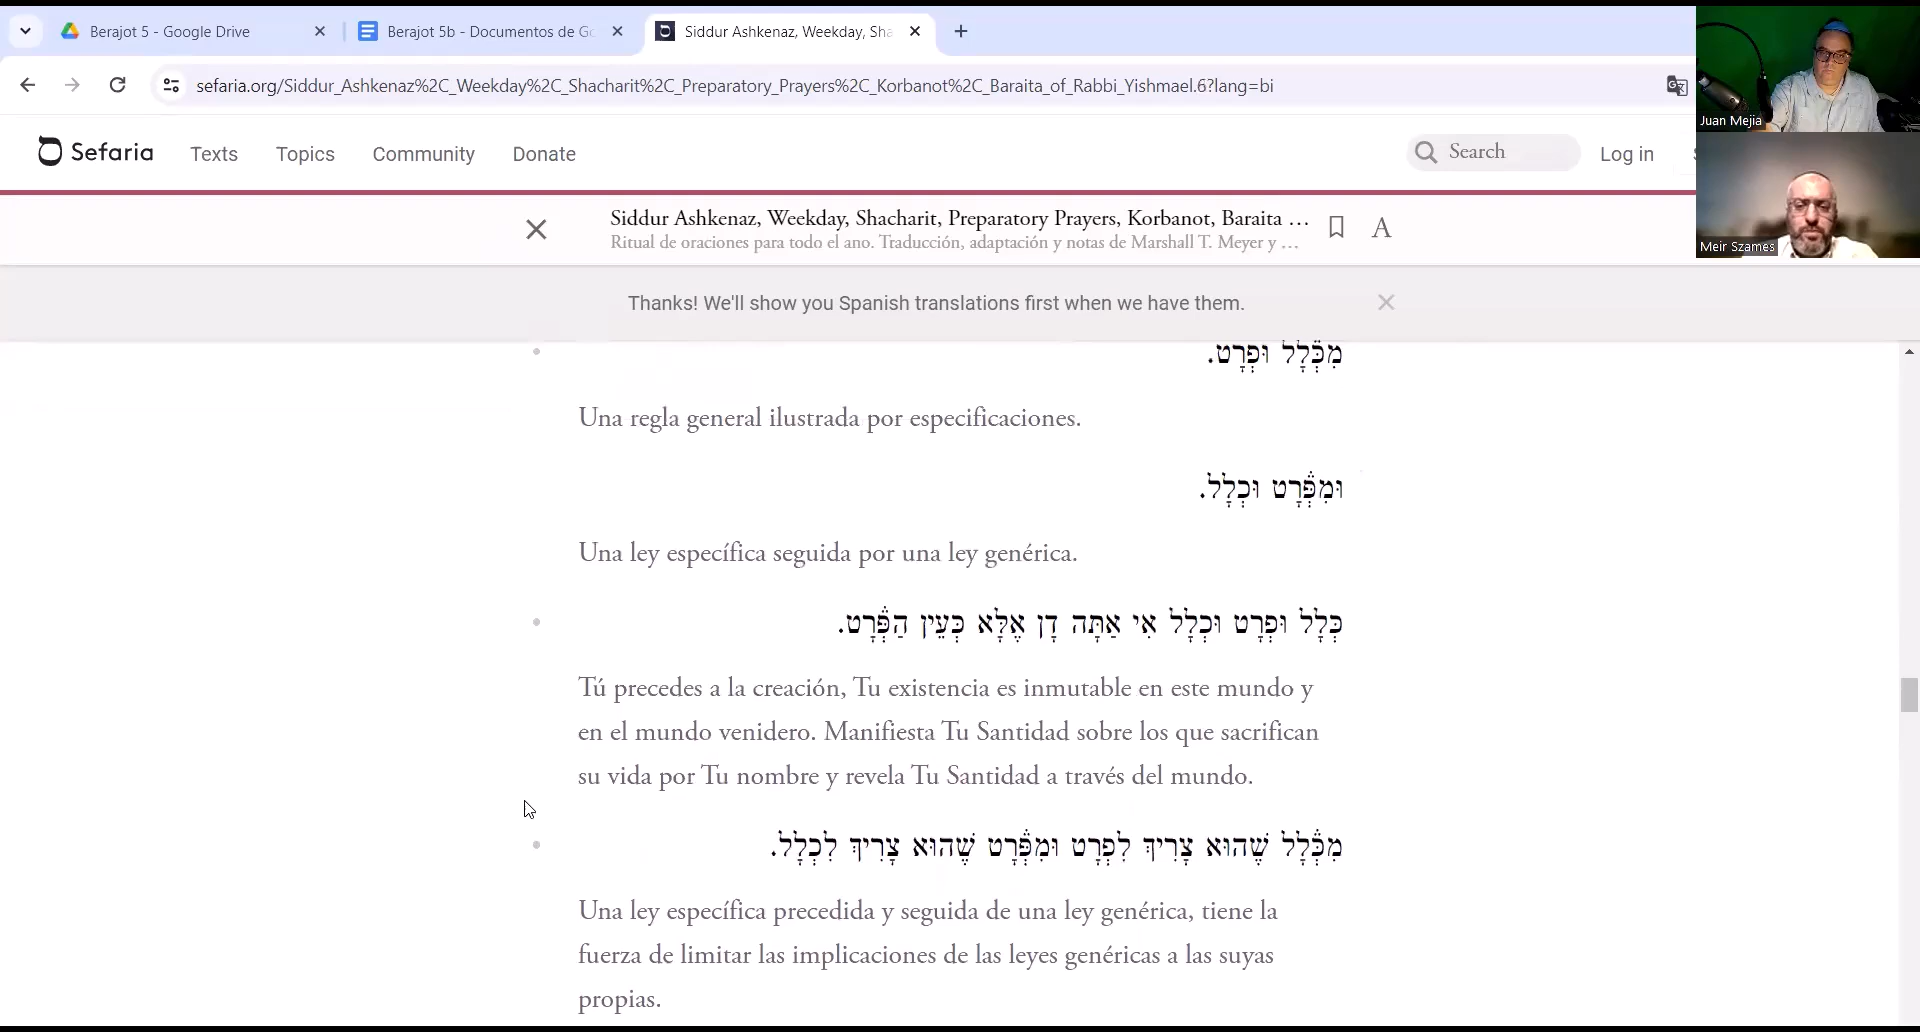 Berajot 5 - Google Drive
Berajot 5b - Documentos de Go
Siddur Ashkenaz, Weekday, Sha
sefaria.org/Siddur_Ashkenaz%2C_Weekday%2C_Shacharit%2C_Preparatory_Prayers%2C_Korbanot%2C_Baraita_of_Rabbi_Yishmael.6?lang=bi
Juan Mejia
Sefaria
Texts
Topics
Community
Donate
Search
Log in
Meir Szames
Siddur Ashkenaz, Weekday, Shacharit, Preparatory Prayers, Korbanot, Baraita …
Ritual de oraciones para todo el ano. Traducción, adaptación y notas de Marshall T. Meyer y …
Thanks! We'll show you Spanish translations first when we have them.
מִכְּ֒לָל וּפְרָט.
Una regla general ilustrada por especificaciones.
וּמִפְּ֒רָט וּכְלָל.
Una ley específica seguida por una ley genérica.
כְּלָל וּפְרָט וּכְלָל אִי אַתָּה דָן אֶלָּא כְּעֵין הַפְּ֒רָט.
Tú precedes a la creación, Tu existencia es inmutable en este mundo y
en el mundo venidero. Manifiesta Tu Santidad sobre los que sacrifican
su vida por Tu nombre y revela Tu Santidad a través del mundo.
מִכְּ֒לָל שֶׁהוּא צָרִיךְ לִפְרָט וּמִפְּ֒רָט שֶׁהוּא צָרִיךְ לִכְלָל.
Una ley específica precedida y seguida de una ley genérica, tiene la
fuerza de limitar las implicaciones de las leyes genéricas a las suyas
propias.